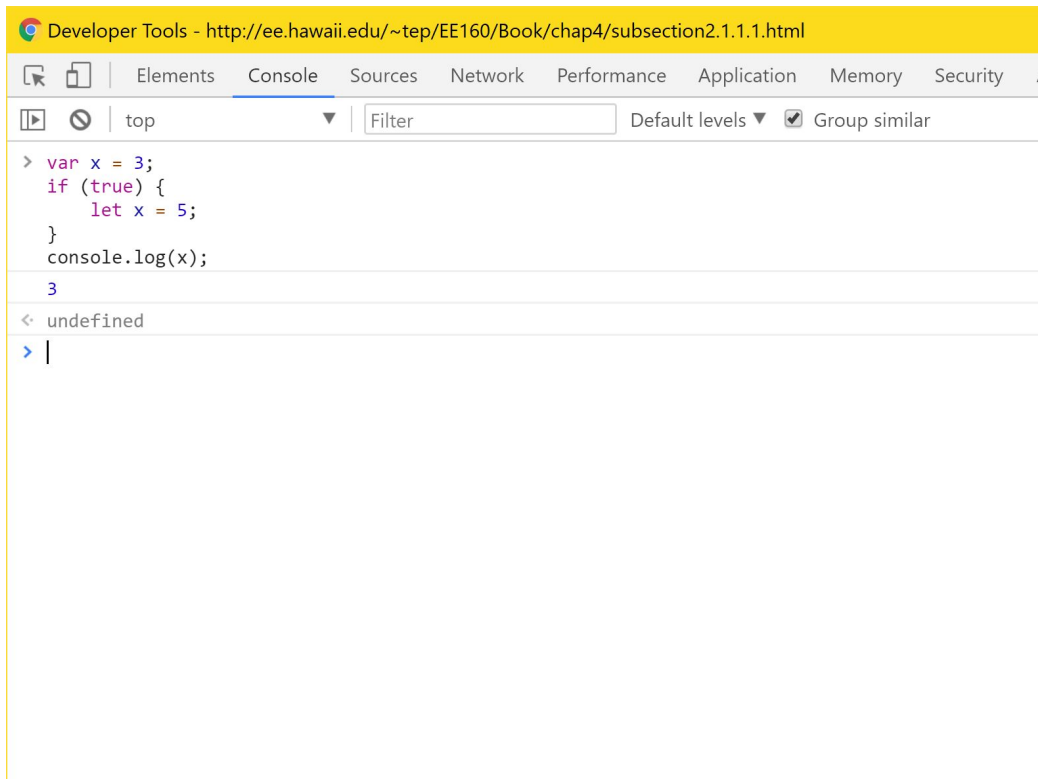 Developer Tools - http://ee.hawaii.edu/~tep/EE160/Book/chap4/subsection2.1.1.1.html
Elements Console Sources Network Performance Application Memory Security
top Filter Default levels Group similar
> var x = 3;
if (true) {
    let x = 5;
}
console.log(x);
3
undefined
>